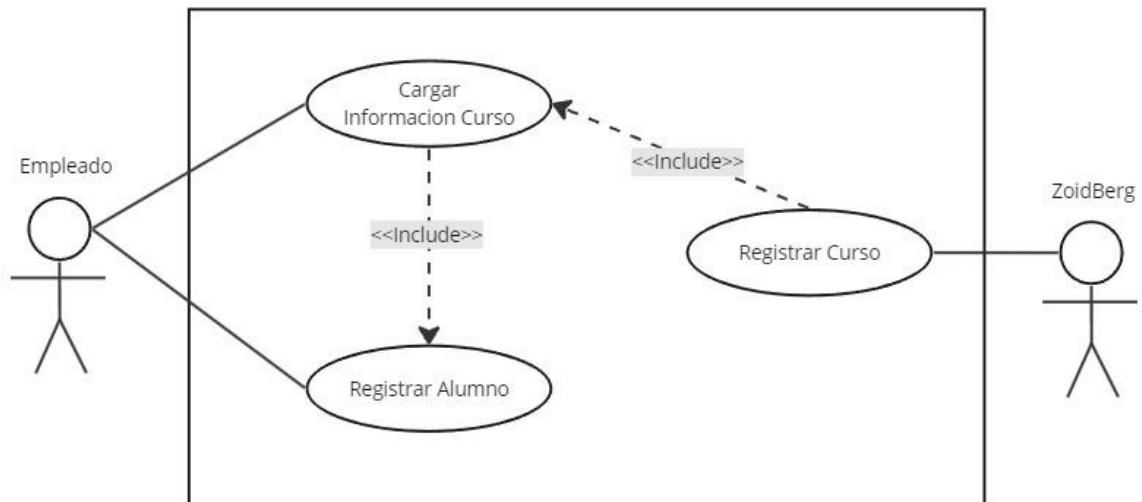 Empleado
Cargar
Informacion Curso
<<Include>>
<<Include>>
ZoidBerg
Registrar Curso
Registrar Alumno